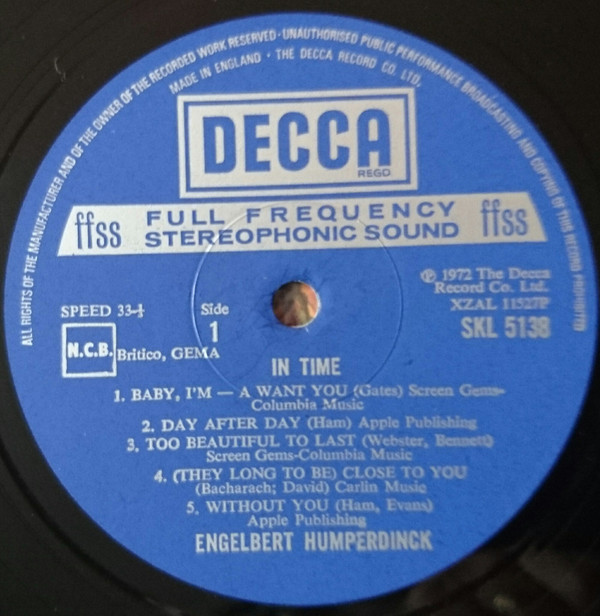 ALL RIGHTS OF THE MANUFACTURER AND OF THE OWNER OF THE RECORDED WORK RESERVED · UNAUTHORISED PUBLIC PERFORMANCE BROADCASTING AND COPYING OF THIS RECORD PROHIBITED
MADE IN ENGLAND · THE DECCA RECORD CO. LTD.
DECCA
REGD
ffss FULL FREQUENCY ffss
STEREOPHONIC SOUND
℗ 1972 The Decca
Record Co. Ltd.
XZAL 11527P
SKL 5138
SPEED 33⅓ Side
1
N.C.B. Britico, GEMA
IN TIME
1. BABY, I'M — A WANT YOU (Gates) Screen Gems-
Columbia Music
2. DAY AFTER DAY (Ham) Apple Publishing
3. TOO BEAUTIFUL TO LAST (Webster, Bennett)
Screen Gems-Columbia Music
4. (THEY LONG TO BE) CLOSE TO YOU
(Bacharach; David) Carlin Music
5. WITHOUT YOU (Ham, Evans)
Apple Publishing
ENGELBERT HUMPERDINCK